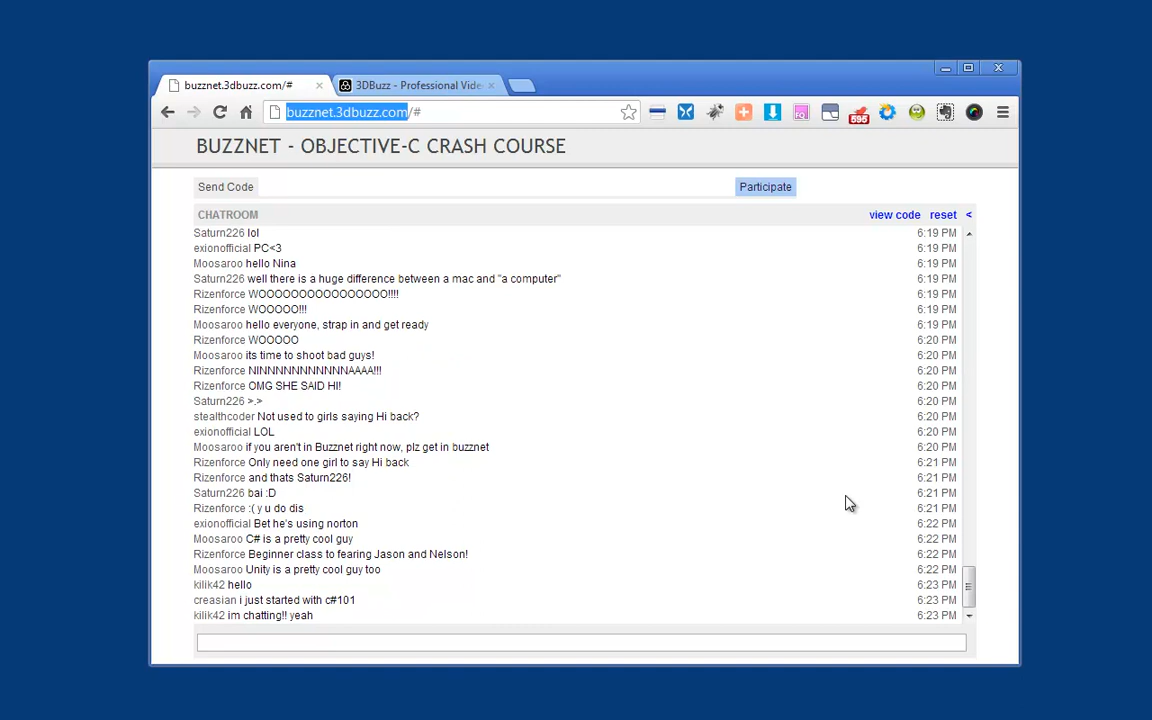 buzznet.3dbuzz.com/#
3DBuzz - Professional Vide
buzznet.3dbuzz.com/#
595
BUZZNET - OBJECTIVE-C CRASH COURSE
Send Code Participate
CHATROOM view code reset <
Saturn226 lol 6:19 PM
exionofficial PC<3 6:19 PM
Moosaroo hello Nina 6:19 PM
Saturn226 well there is a huge difference between a mac and "a computer" 6:19 PM
Rizenforce WOOOOOOOOOOOOOOOO!!!! 6:19 PM
Rizenforce WOOOOO!!! 6:19 PM
Moosaroo hello everyone, strap in and get ready 6:19 PM
Rizenforce WOOOOO 6:20 PM
Moosaroo its time to shoot bad guys! 6:20 PM
Rizenforce NINNNNNNNNNNNAAAA!!! 6:20 PM
Rizenforce OMG SHE SAID HI! 6:20 PM
Saturn226 >.> 6:20 PM
stealthcoder Not used to girls saying Hi back? 6:20 PM
exionofficial LOL 6:20 PM
Moosaroo if you aren't in Buzznet right now, plz get in buzznet 6:20 PM
Rizenforce Only need one girl to say Hi back 6:21 PM
Rizenforce and thats Saturn226! 6:21 PM
Saturn226 bai :D 6:21 PM
Rizenforce :( y u do dis 6:21 PM
exionofficial Bet he's using norton 6:22 PM
Moosaroo C# is a pretty cool guy 6:22 PM
Rizenforce Beginner class to fearing Jason and Nelson! 6:22 PM
Moosaroo Unity is a pretty cool guy too 6:22 PM
kilik42 hello 6:23 PM
creasian i just started with c#101 6:23 PM
kilik42 im chatting!! yeah 6:23 PM